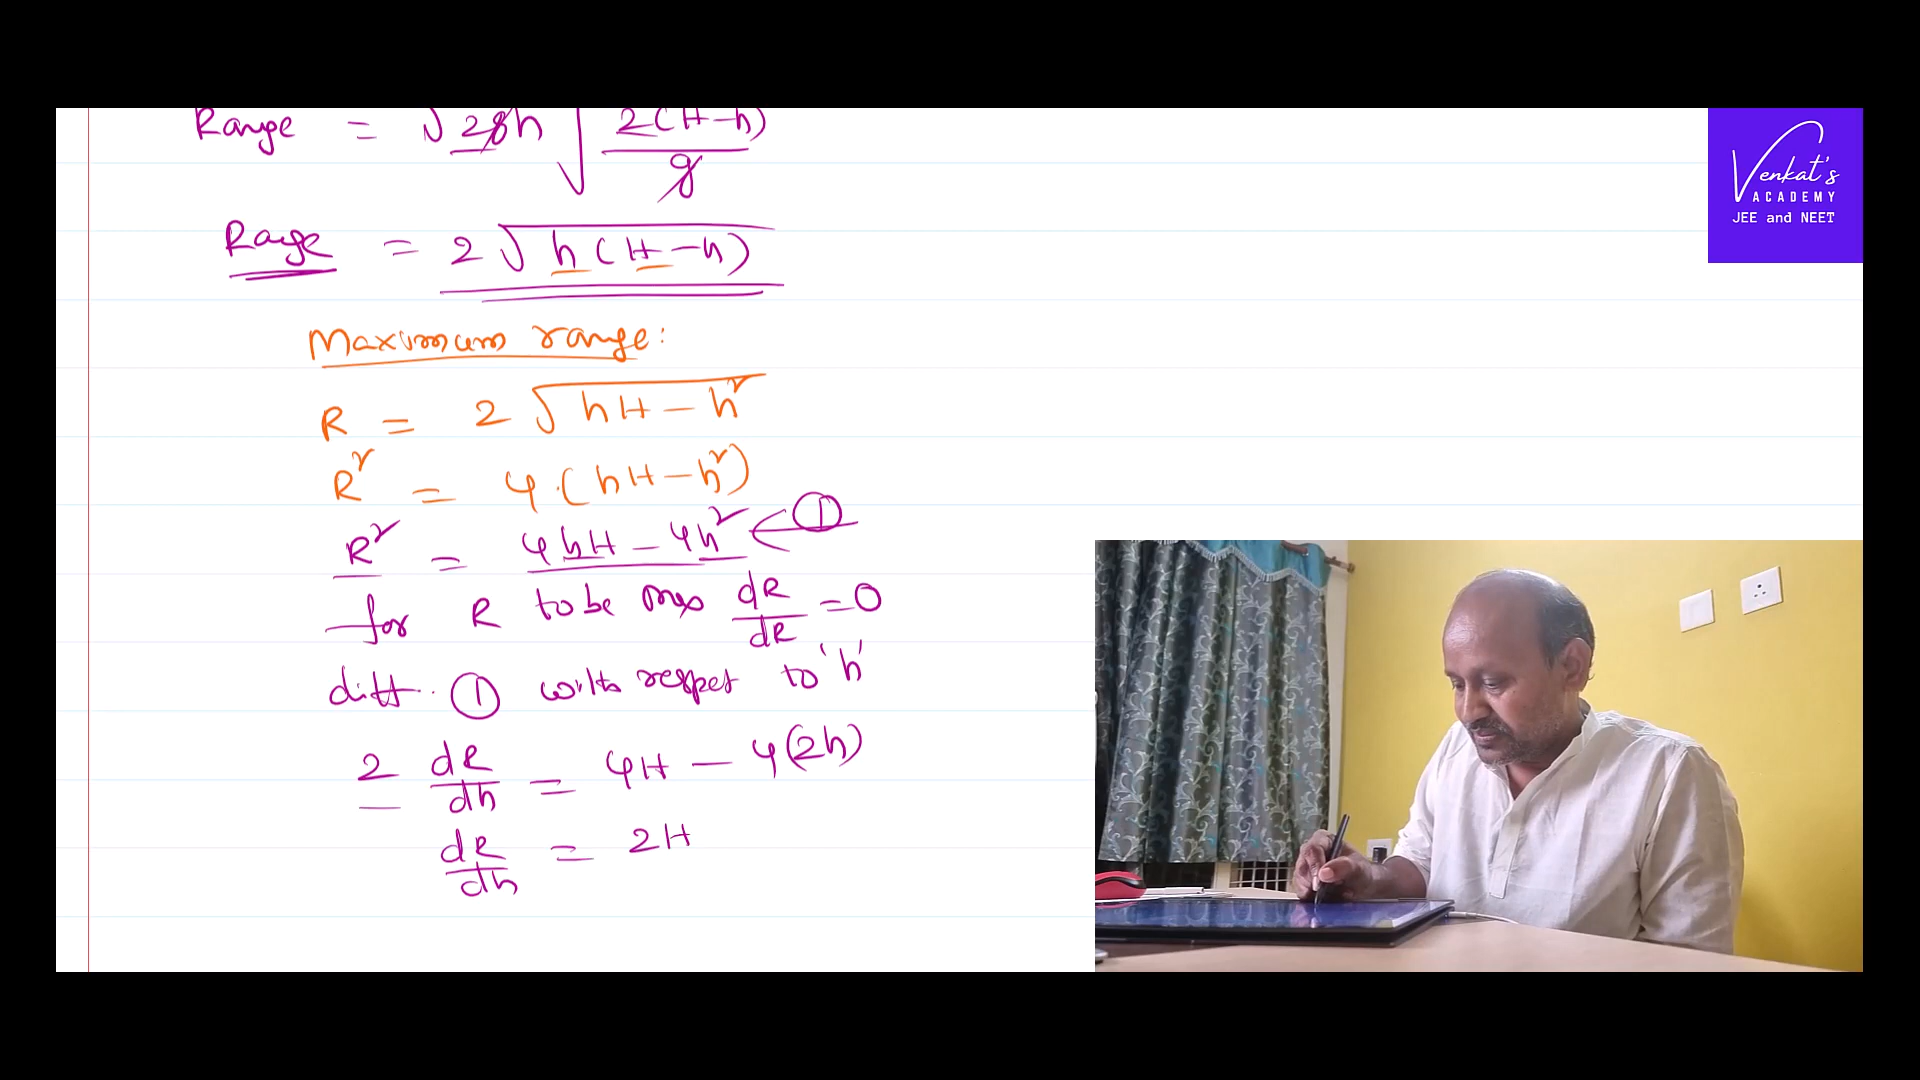 Range = √2gh √2(H-h)/g
Range = 2√h(H-h)
Maximum range:
R = 2√hH-h²
R² = 4(hH-h²)
R² = 4hH-4h² ①
for R to be max dR/dR = 0
diff. ① with respet to 'h'
2 dR/dh = 4H - 4(2h)
dR/dh = 2H
Venkat's
ACADEMY
JEE and NEET